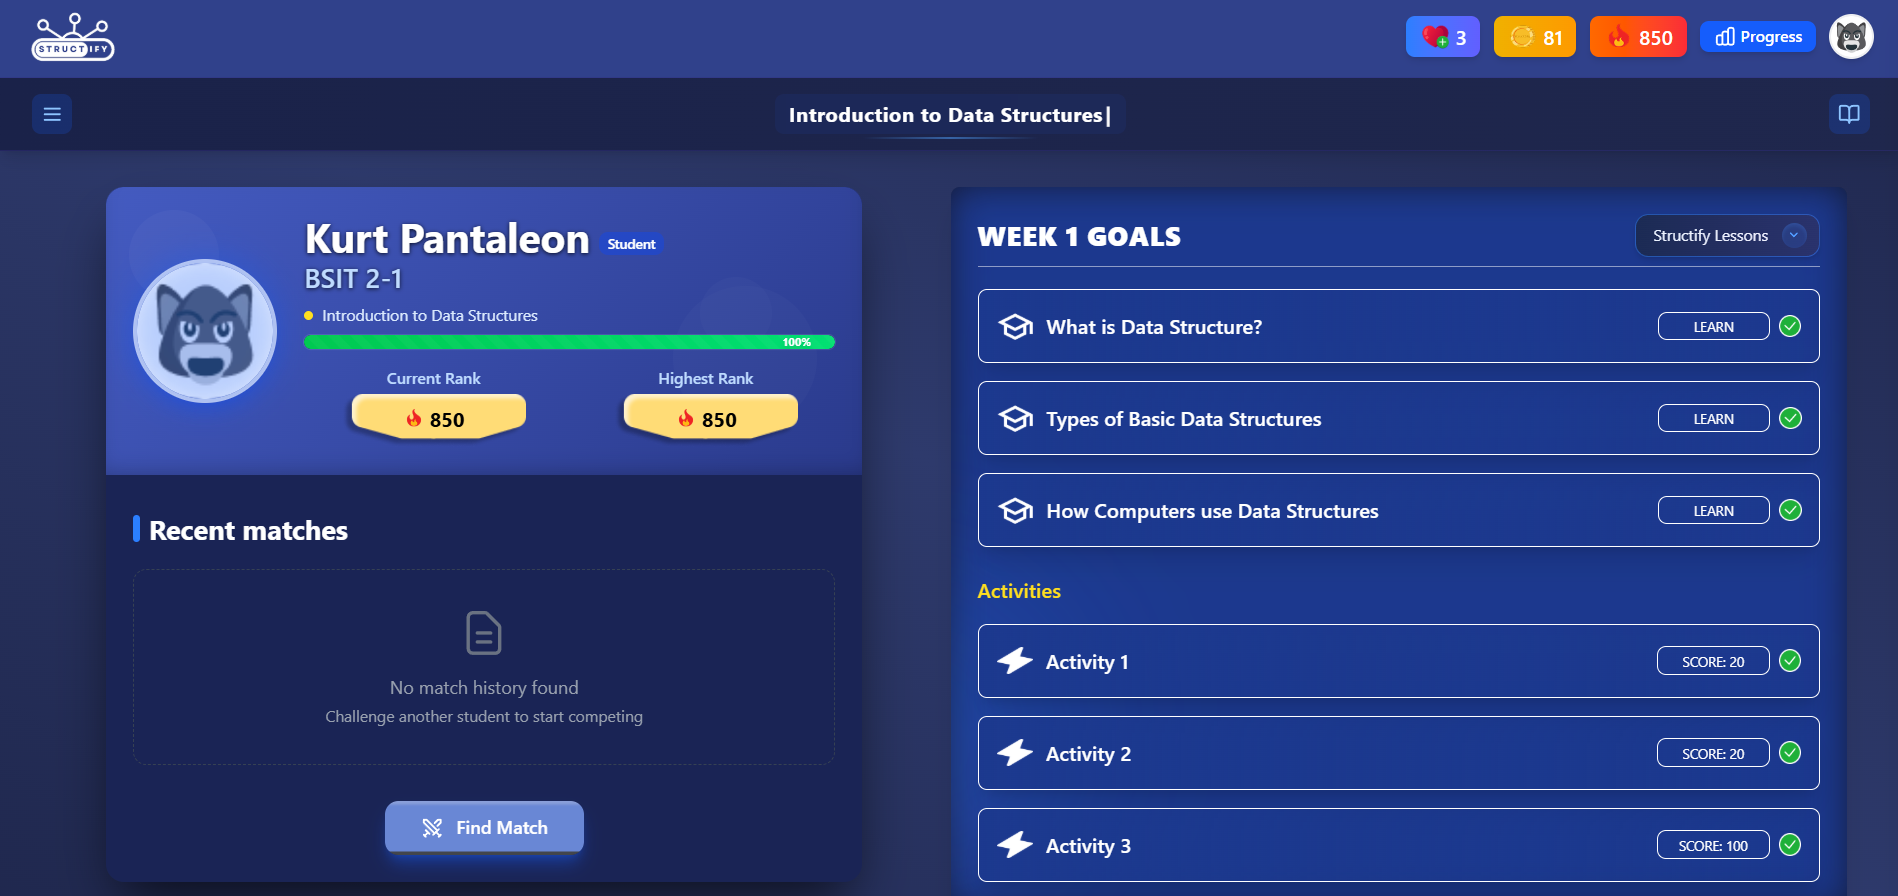 STRUCTIFY
3
81
850
Progress
Introduction to Data Structures|
Kurt Pantaleon
Student
BSIT 2-1
Introduction to Data Structures
100%
Current Rank
Highest Rank
850
850
Recent matches
No match history found
Challenge another student to start competing
Find Match
WEEK 1 GOALS
Structify Lessons
What is Data Structure?
LEARN
Types of Basic Data Structures
LEARN
How Computers use Data Structures
LEARN
Activities
Activity 1
SCORE: 20
Activity 2
SCORE: 20
Activity 3
SCORE: 100